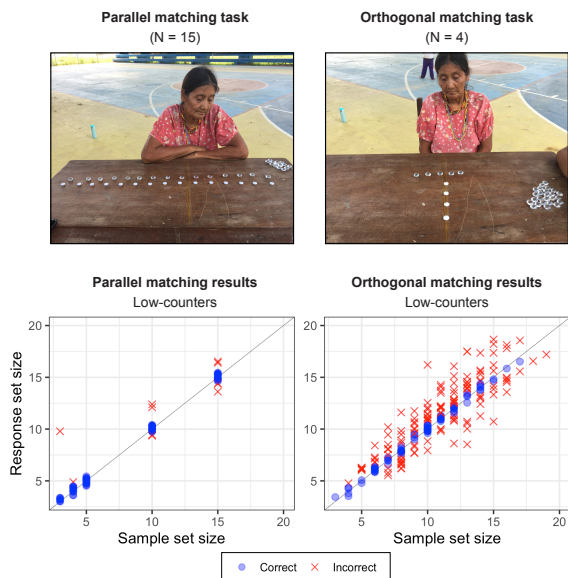 Parallel matching task
(N = 15)
Orthogonal matching task
(N = 4)
Parallel matching results
Low-counters
Orthogonal matching results
Low-counters
Response set size
20
15
10
5
5 10 15 20
Sample set size
20
15
10
5
5 10 15 20
Sample set size
Correct Incorrect